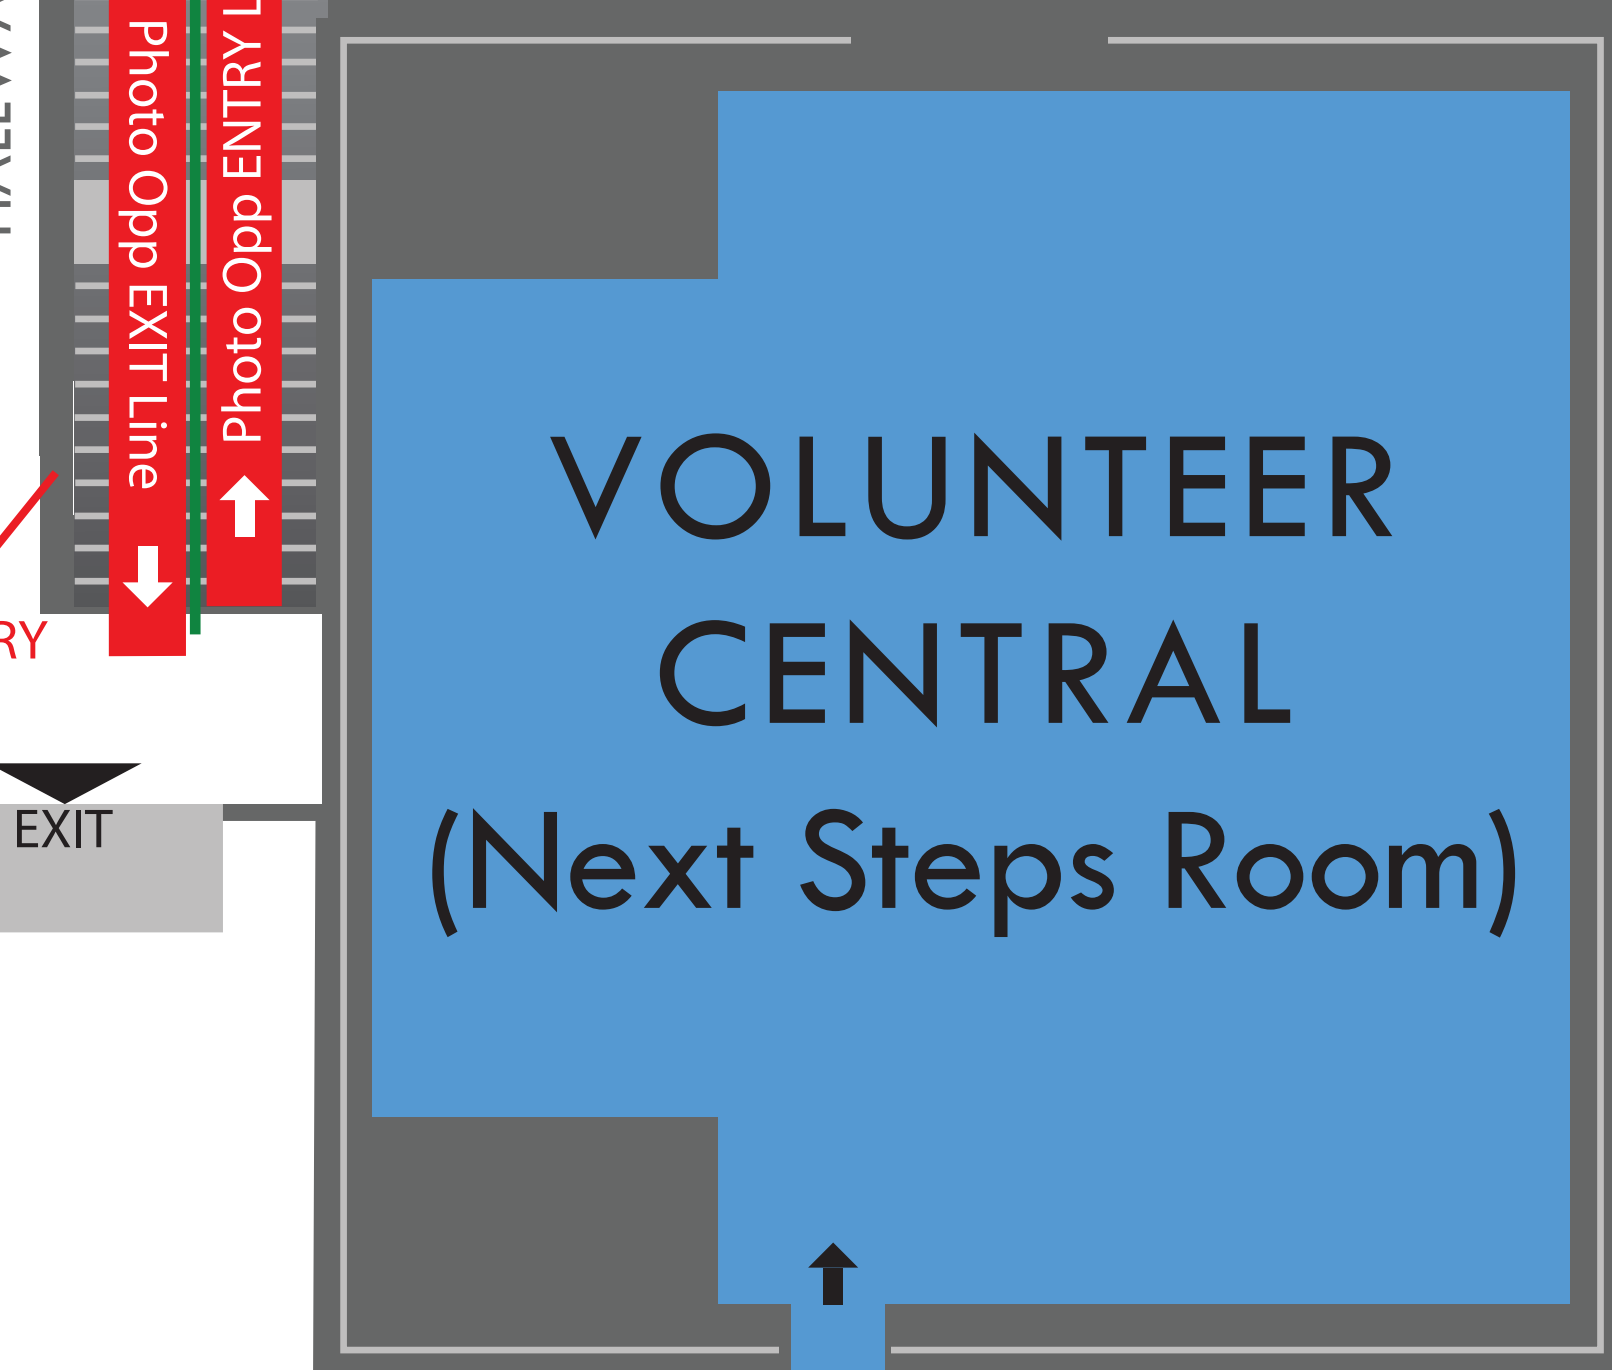 Photo Opp EXIT Line
Photo Opp ENTRY
VOLUNTEER
CENTRAL
(Next Steps Room)
EXIT